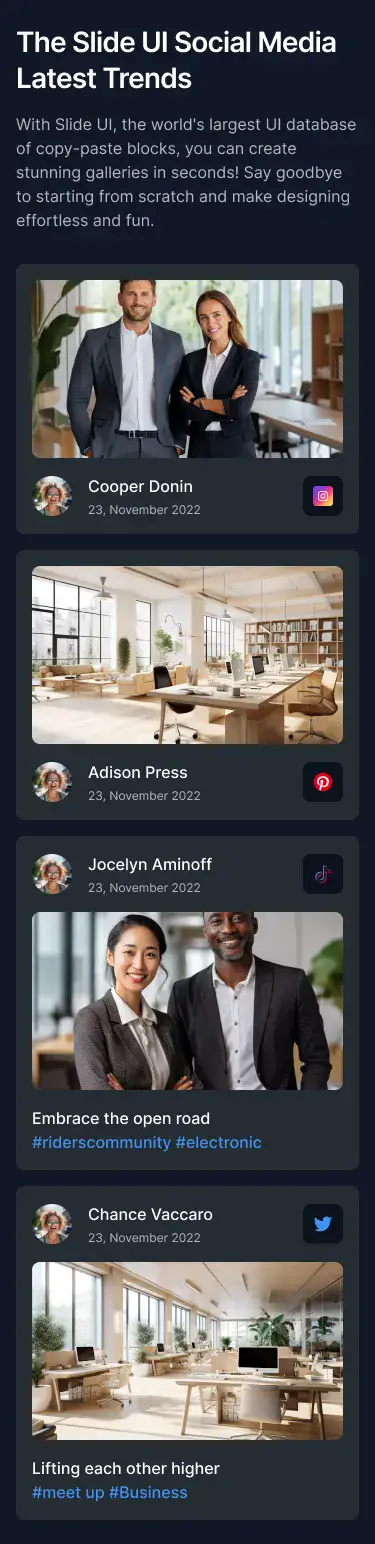 The Slide UI Social Media
Latest Trends
With Slide UI, the world's largest UI database
of copy-paste blocks, you can create
stunning galleries in seconds! Say goodbye
to starting from scratch and make designing
effortless and fun.
Cooper Donin
23, November 2022
Adison Press
23, November 2022
Jocelyn Aminoff
23, November 2022
Embrace the open road
#riderscommunity #electronic
Chance Vaccaro
23, November 2022
Lifting each other higher
#meet up #Business